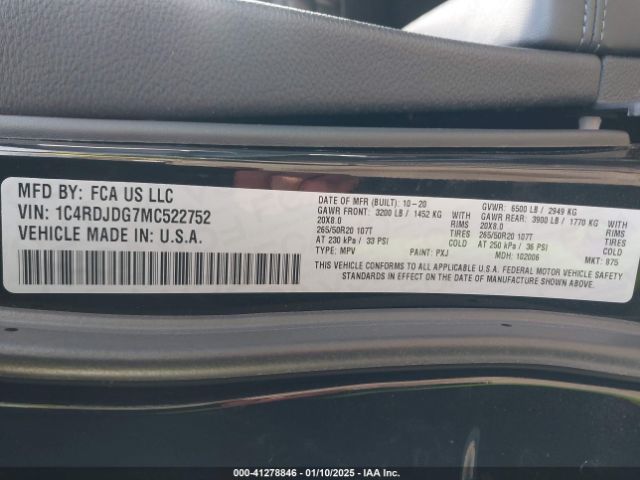 MFD BY: FCA US LLC
VIN: 1C4RDJDG7MC522752
VEHICLE MADE IN: U.S.A.
DATE OF MFR (BUILT): 10-20 GVWR: 6500 LB / 2949 KG
GAWR FRONT: 3200 LB / 1452 KG WITH GAWR REAR: 3900 LB / 1770 KG WITH
20X8.0 RIMS 20X8.0 RIMS
265/50R20 107T TIRES 265/50R20 107T TIRES
AT 230 kPa / 33 PSI COLD AT 250 kPa / 36 PSI COLD
TYPE: MPV PAINT: PXJ MDH: 102006 MKT: 875
THIS VEHICLE CONFORMS TO ALL APPLICABLE U.S.A. FEDERAL MOTOR VEHICLE SAFETY
STANDARDS IN EFFECT ON THE DATE OF MANUFACTURE SHOWN ABOVE.
COPART 
40-41278846 - 01/10/2025 - IAA, Inc.